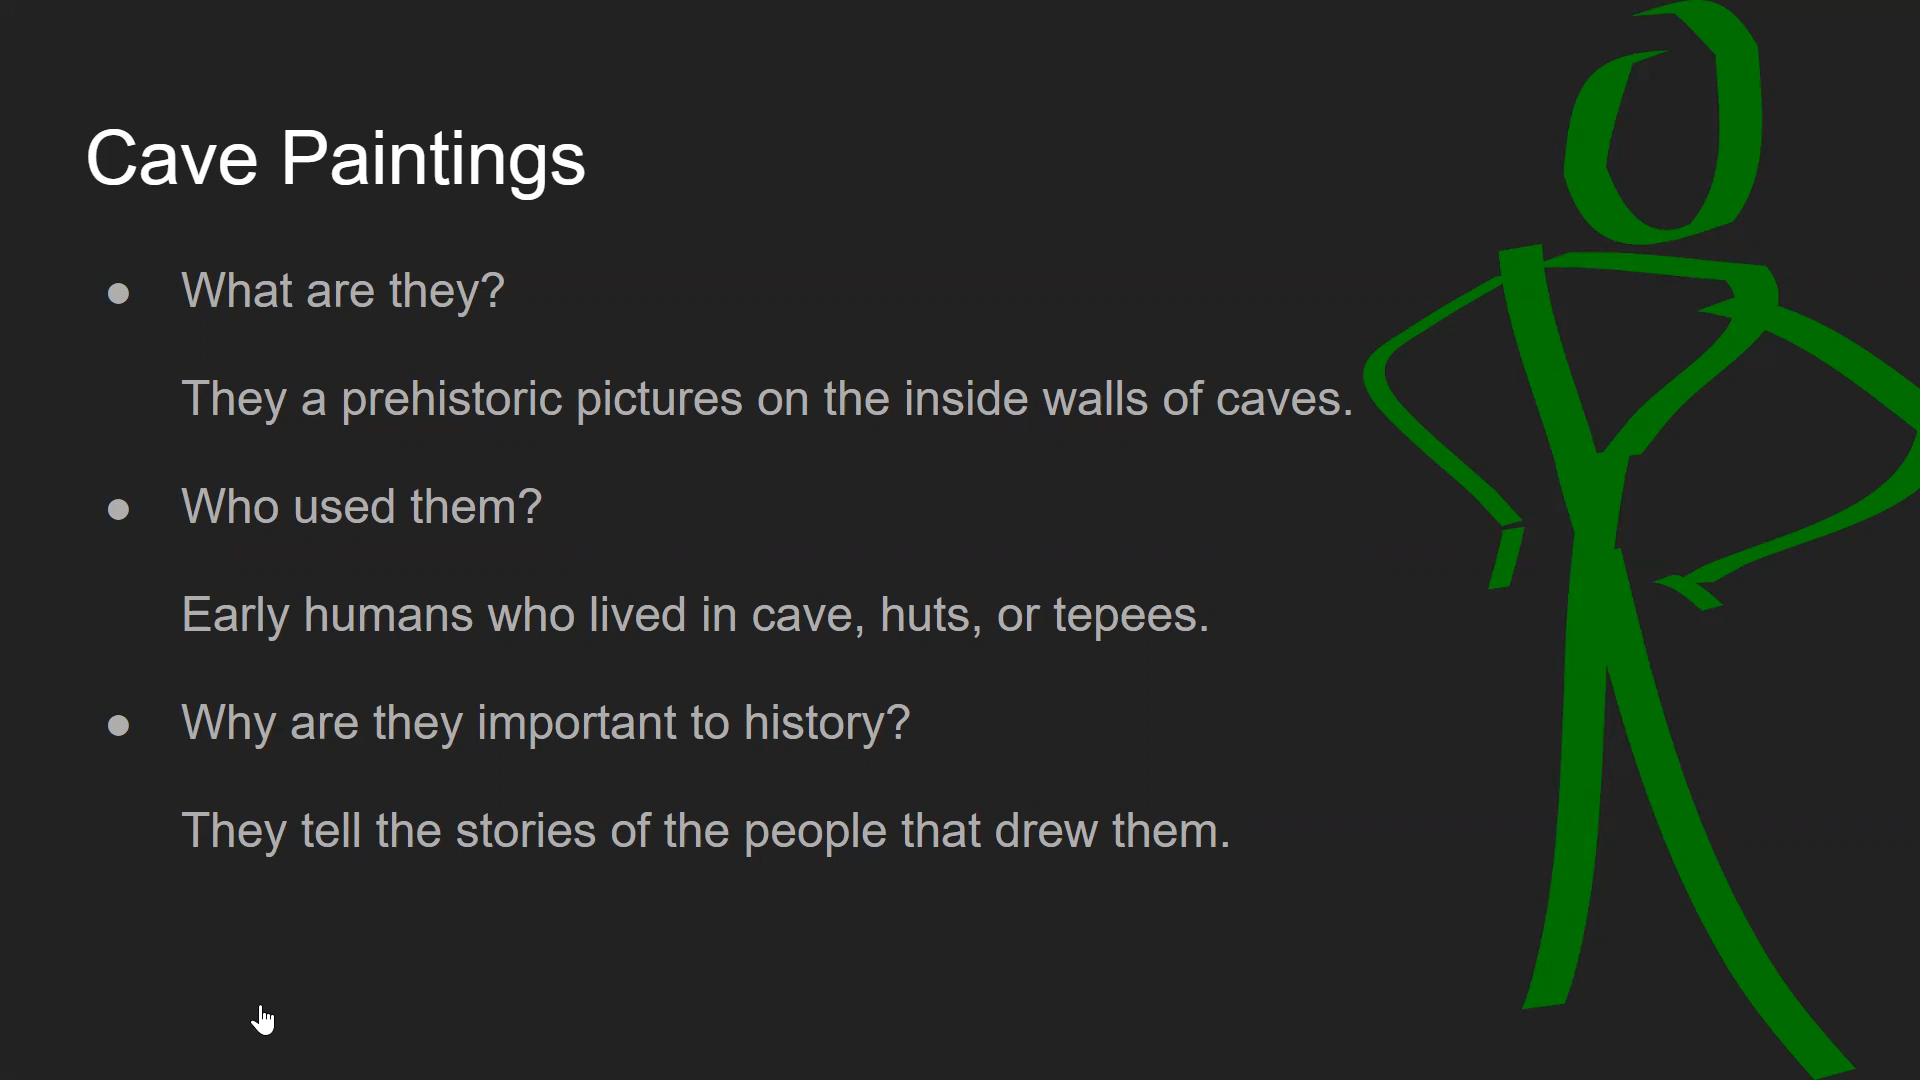 Cave Paintings
● What are they?
They a prehistoric pictures on the inside walls of caves.
● Who used them?
Early humans who lived in cave, huts, or tepees.
● Why are they important to history?
They tell the stories of the people that drew them.